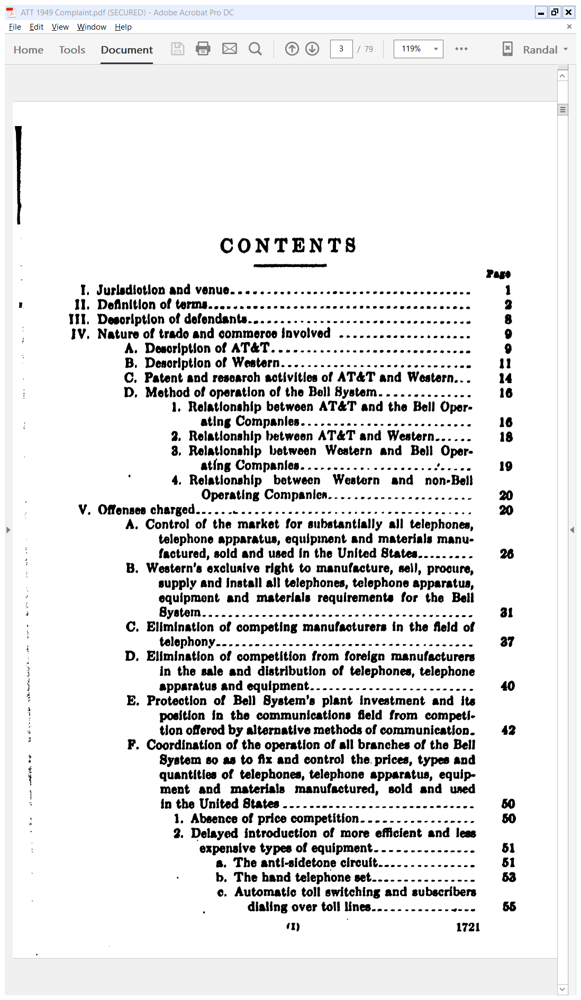 ATT 1949 Complaint.pdf (SECURED) - Adobe Acrobat Pro DC
File Edit View Window Help
Home Tools Document 3 / 79 119% Randal
CONTENTS
Page
I. Jurisdiction and venue 1
II. Definition of terms 2
III. Description of defendants 8
IV. Nature of trade and commerce involved 9
A. Description of AT&T 9
B. Description of Western 11
C. Patent and research activities of AT&T and Western 14
D. Method of operation of the Bell System 16
1. Relationship between AT&T and the Bell Oper-
ating Companies 16
2. Relationship between AT&T and Western 18
3. Relationship between Western and Bell Oper-
ating Companies 19
4. Relationship between Western and non-Bell
Operating Companies 20
V. Offenses charged 20
A. Control of the market for substantially all telephones,
telephone apparatus, equipment and materials manu-
factured, sold and used in the United States 26
B. Western's exclusive right to manufacture, sell, procure,
supply and install all telephones, telephone apparatus,
equipment and materials requirements for the Bell
System 31
C. Elimination of competing manufacturers in the field of
telephony 37
D. Elimination of competition from foreign manufacturers
in the sale and distribution of telephones, telephone
apparatus and equipment 40
E. Protection of Bell System's plant investment and its
position in the communications field from competi-
tion offered by alternative methods of communication 42
F. Coordination of the operation of all branches of the Bell
System so as to fix and control the prices, types and
quantities of telephones, telephone apparatus, equip-
ment and materials manufactured, sold and used
in the United States 50
1. Absence of price competition 50
2. Delayed introduction of more efficient and less
expensive types of equipment 51
a. The anti-sidetone circuit 51
b. The hand telephone set 53
c. Automatic toll switching and subscribers
dialing over toll lines 55
(I) 1721